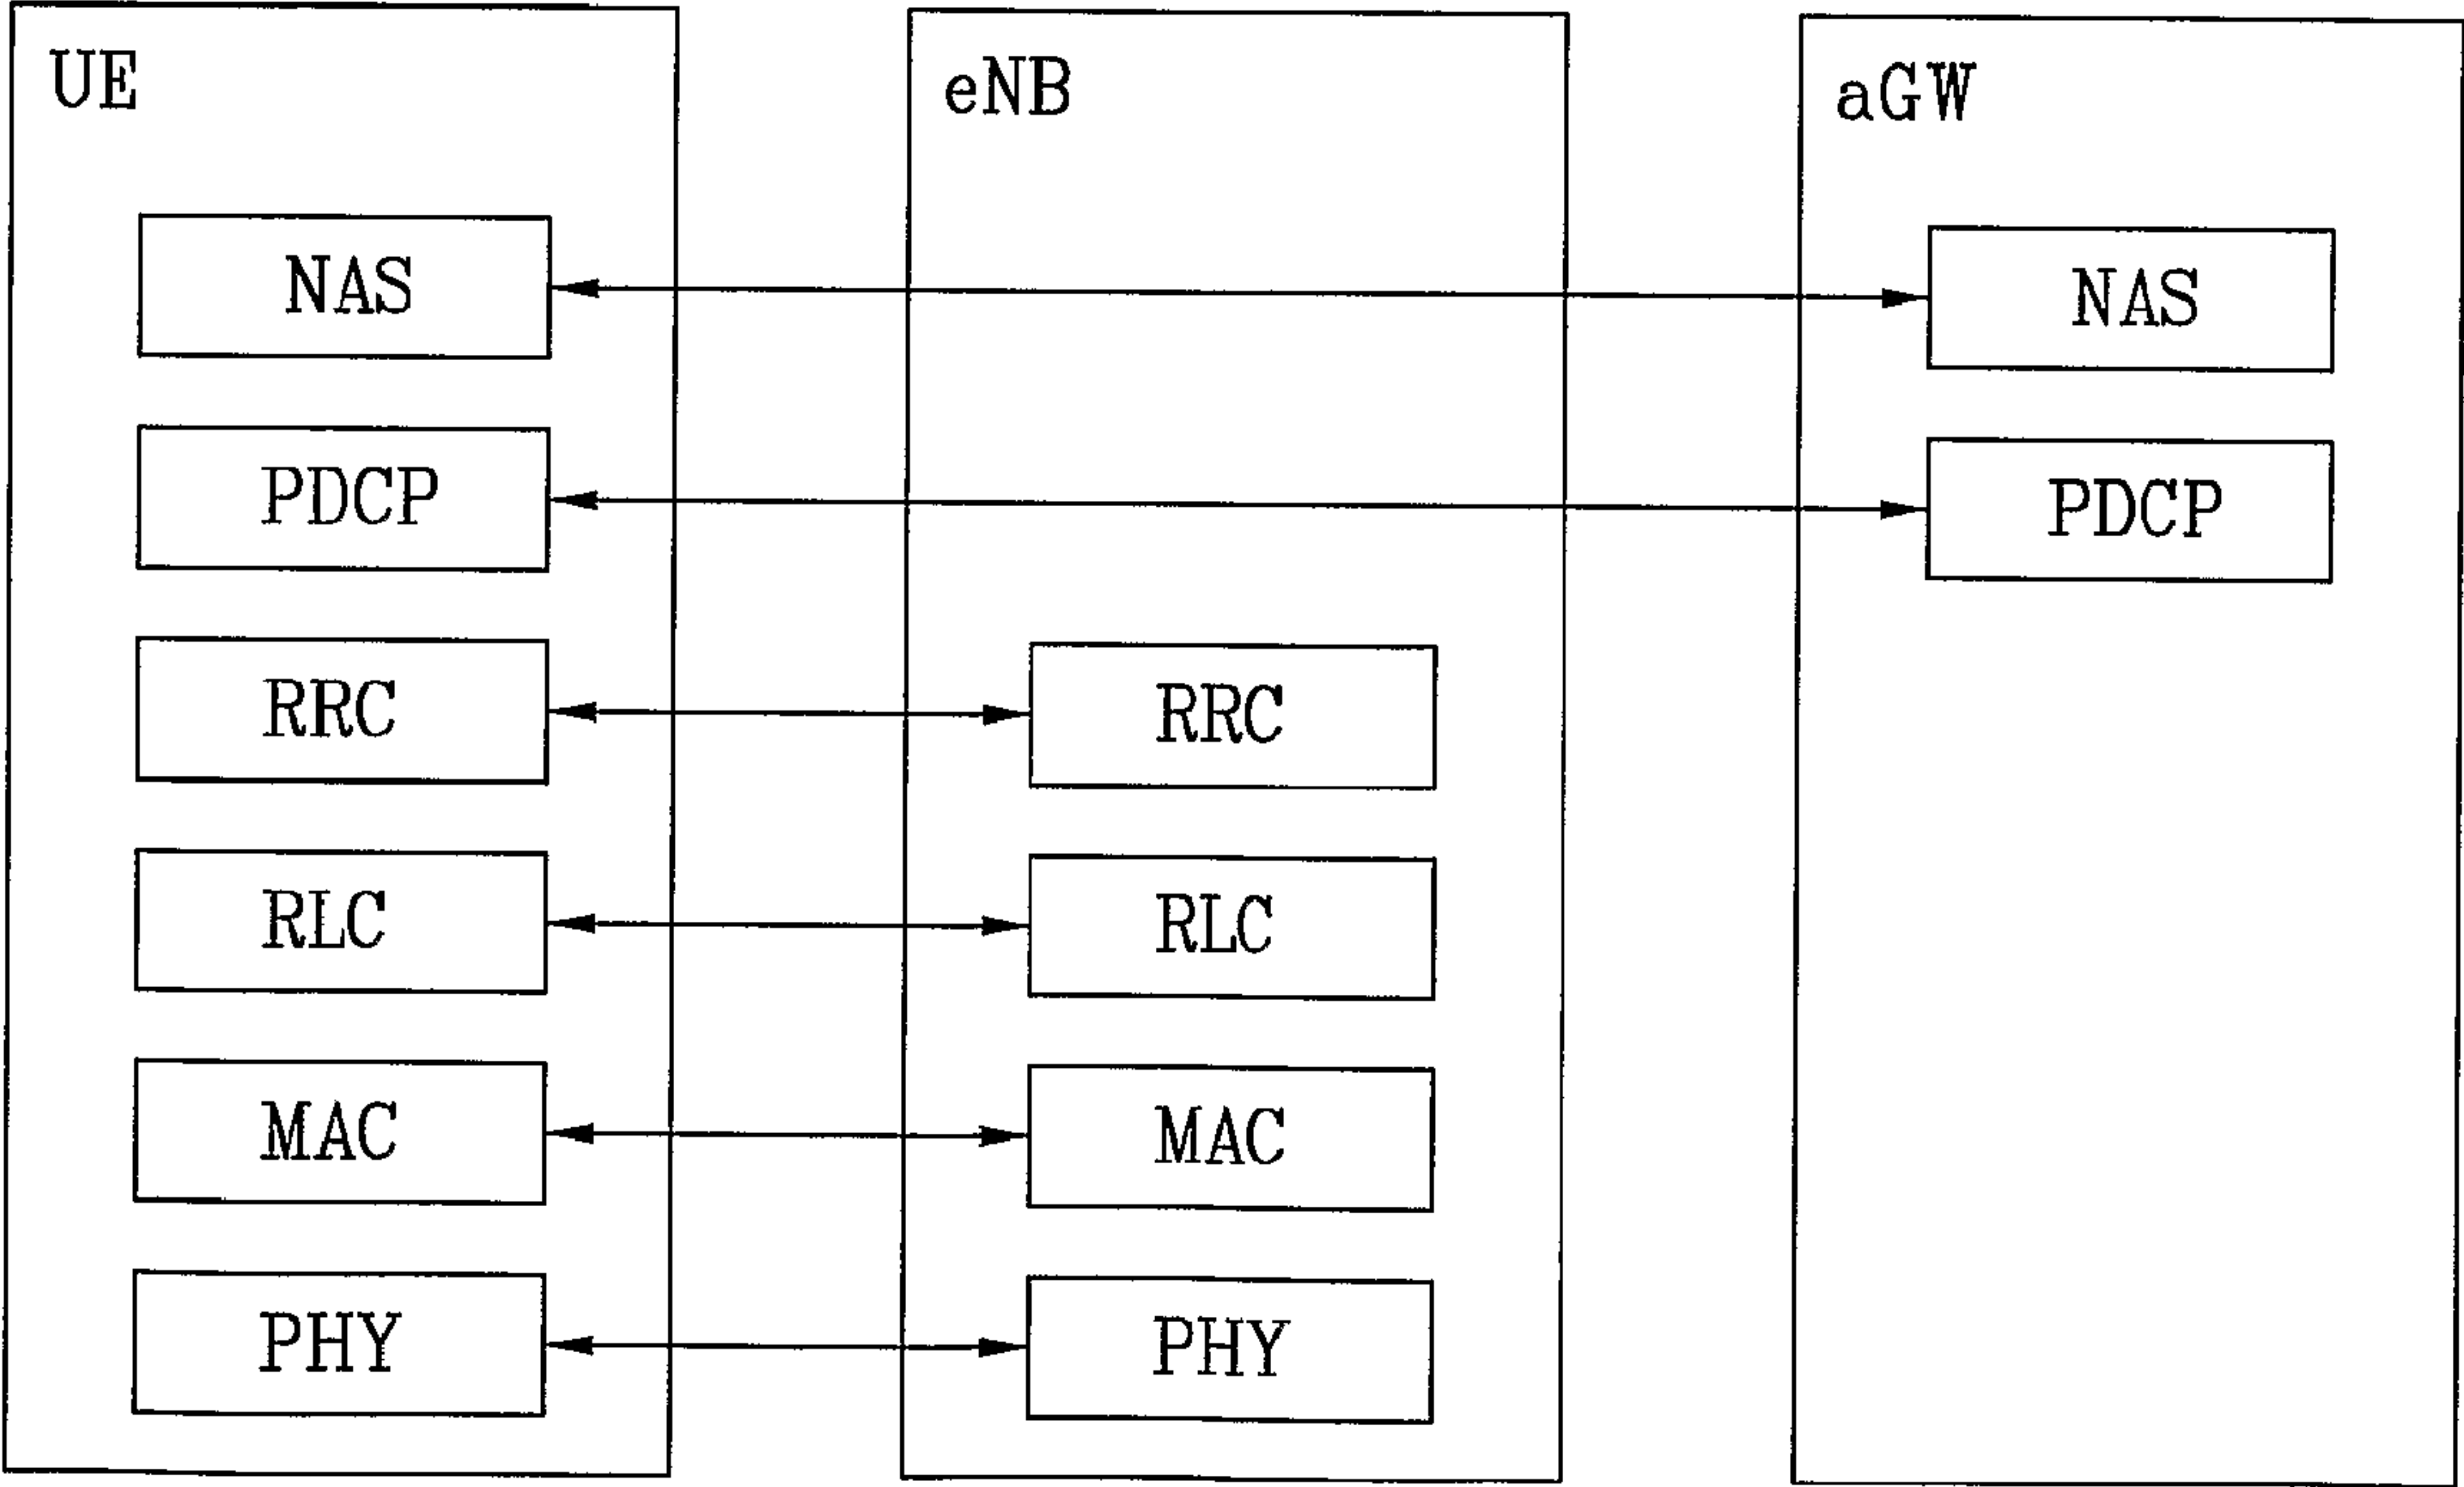 UE
eNB
aGW
NAS
NAS
PDCP
PDCP
RRC
RRC
RLC
RLC
MAC
MAC
PHY
PHY